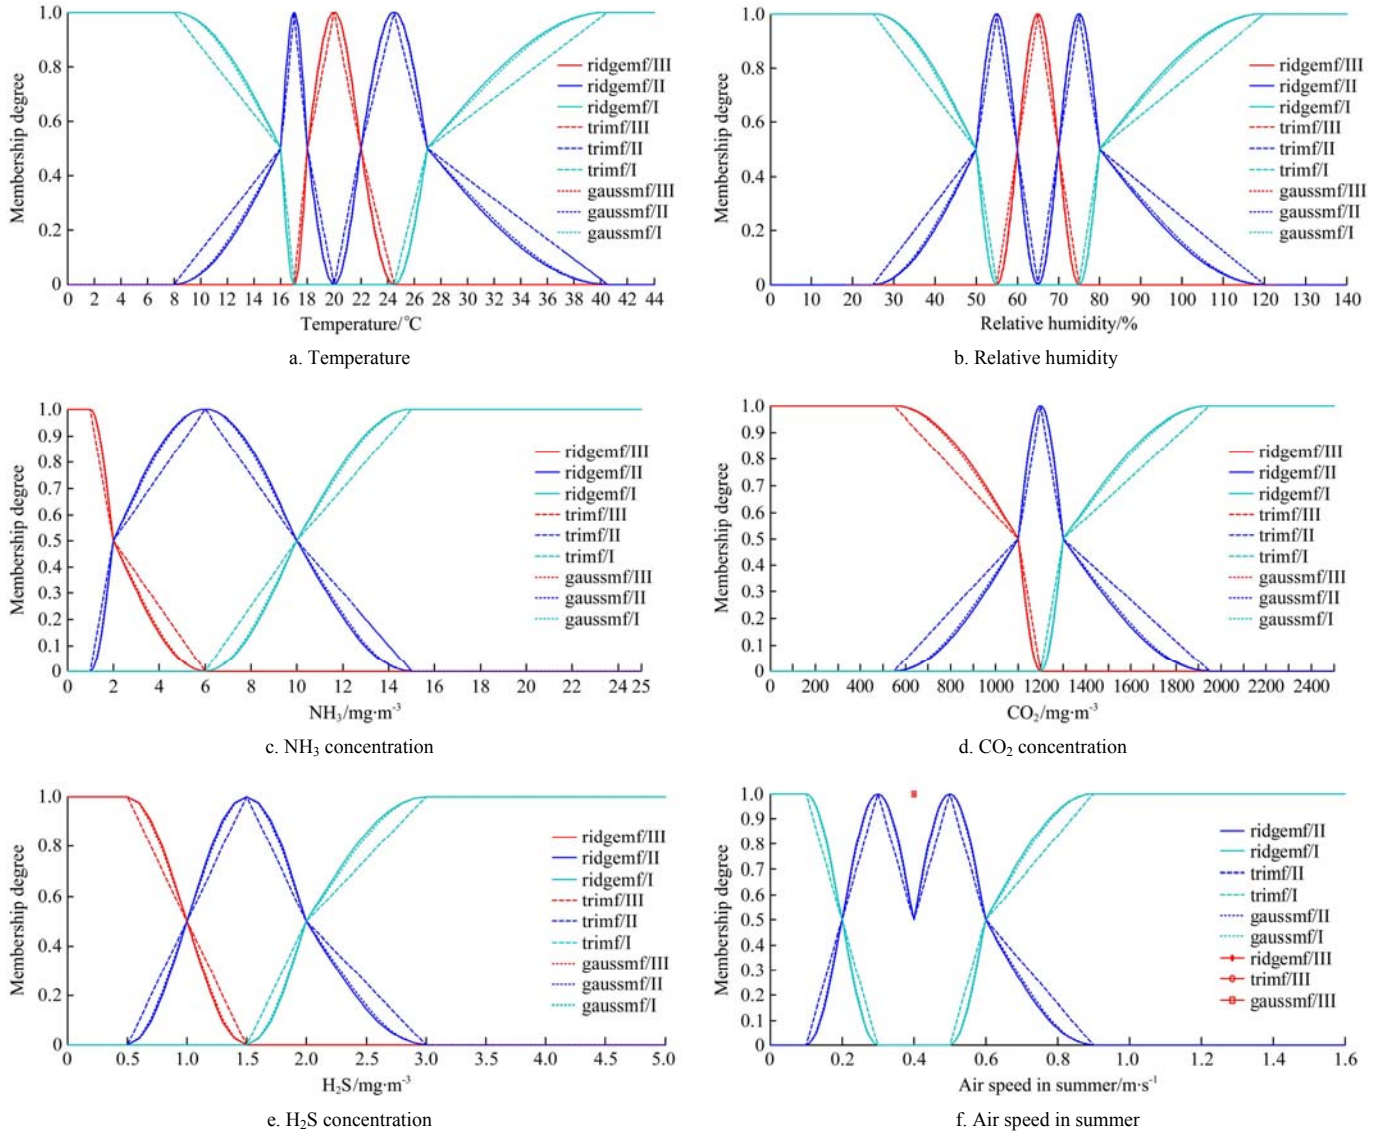 1.0
0.8
0.6
0.4
0.2
0
Membership degree
0 2 4 6 8 10 12 14 16 18 20 22 24 26 28 30 32 34 36 38 40 42 44
Temperature/°C
ridgemf/III
ridgemf/II
ridgemf/I
trimf/III
trimf/II
trimf/I
gaussmf/III
gaussmf/II
gaussmf/I
a. Temperature
1.0
0.8
0.6
0.4
0.2
0
Membership degree
0 10 20 30 40 50 60 70 80 90 100 110 120 130 140
Relative humidity/%
ridgemf/III
ridgemf/II
ridgemf/I
trimf/III
trimf/II
trimf/I
gaussmf/III
gaussmf/II
gaussmf/I
b. Relative humidity
1.0
0.9
0.8
0.7
0.6
0.5
0.4
0.3
0.2
0.1
0
Membership degree
0 2 4 6 8 10 12 14 16 18 20 22 24 25
NH₃/mg·m⁻³
ridgemf/III
ridgemf/II
ridgemf/I
trimf/III
trimf/II
trimf/I
gaussmf/III
gaussmf/II
gaussmf/I
c. NH₃ concentration
1.0
0.9
0.8
0.7
0.6
0.5
0.4
0.3
0.2
0.1
0
Membership degree
0 200 400 600 800 1000 1200 1400 1600 1800 2000 2200 2400
CO₂/mg·m⁻³
ridgemf/III
ridgemf/II
ridgemf/I
trimf/III
trimf/II
trimf/I
gaussmf/III
gaussmf/II
gaussmf/I
d. CO₂ concentration
1.0
0.8
0.6
0.4
0.2
0
Membership degree
0 0.5 1.0 1.5 2.0 2.5 3.0 3.5 4.0 4.5 5.0
H₂S/mg·m⁻³
ridgemf/III
ridgemf/II
ridgemf/I
trimf/III
trimf/II
trimf/I
gaussmf/III
gaussmf/II
gaussmf/I
e. H₂S concentration
1.0
0.9
0.8
0.7
0.6
0.5
0.4
0.3
0.2
0.1
0
Membership degree
0 0.2 0.4 0.6 0.8 1.0 1.2 1.4 1.6
Air speed in summer/m·s⁻¹
ridgemf/II
ridgemf/I
trimf/II
trimf/I
gaussmf/II
gaussmf/I
ridgemf/III
trimf/III
gaussmf/III
f. Air speed in summer